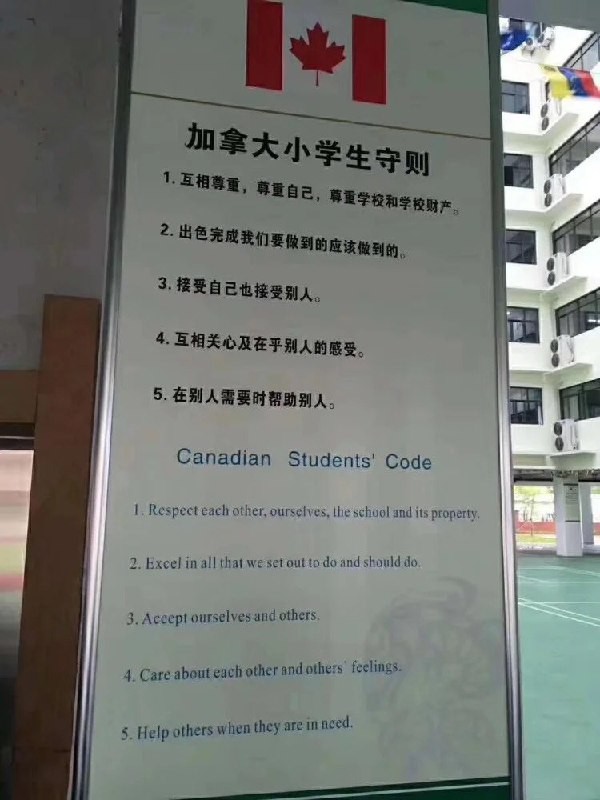 加拿大小学生守则
1. 互相尊重，尊重自己，尊重学校和学校财产。
2. 出色完成我们要做到的应该做到的。
3. 接受自己也接受别人。
4. 互相关心及在乎别人的感受。
5. 在别人需要时帮助别人。
Canadian Students' Code
1. Respect each other, ourselves, the school and its property.
2. Excel in all that we set out to do and should do.
3. Accept ourselves and others.
4. Care about each other and others' feelings.
5. Help others when they are in need.